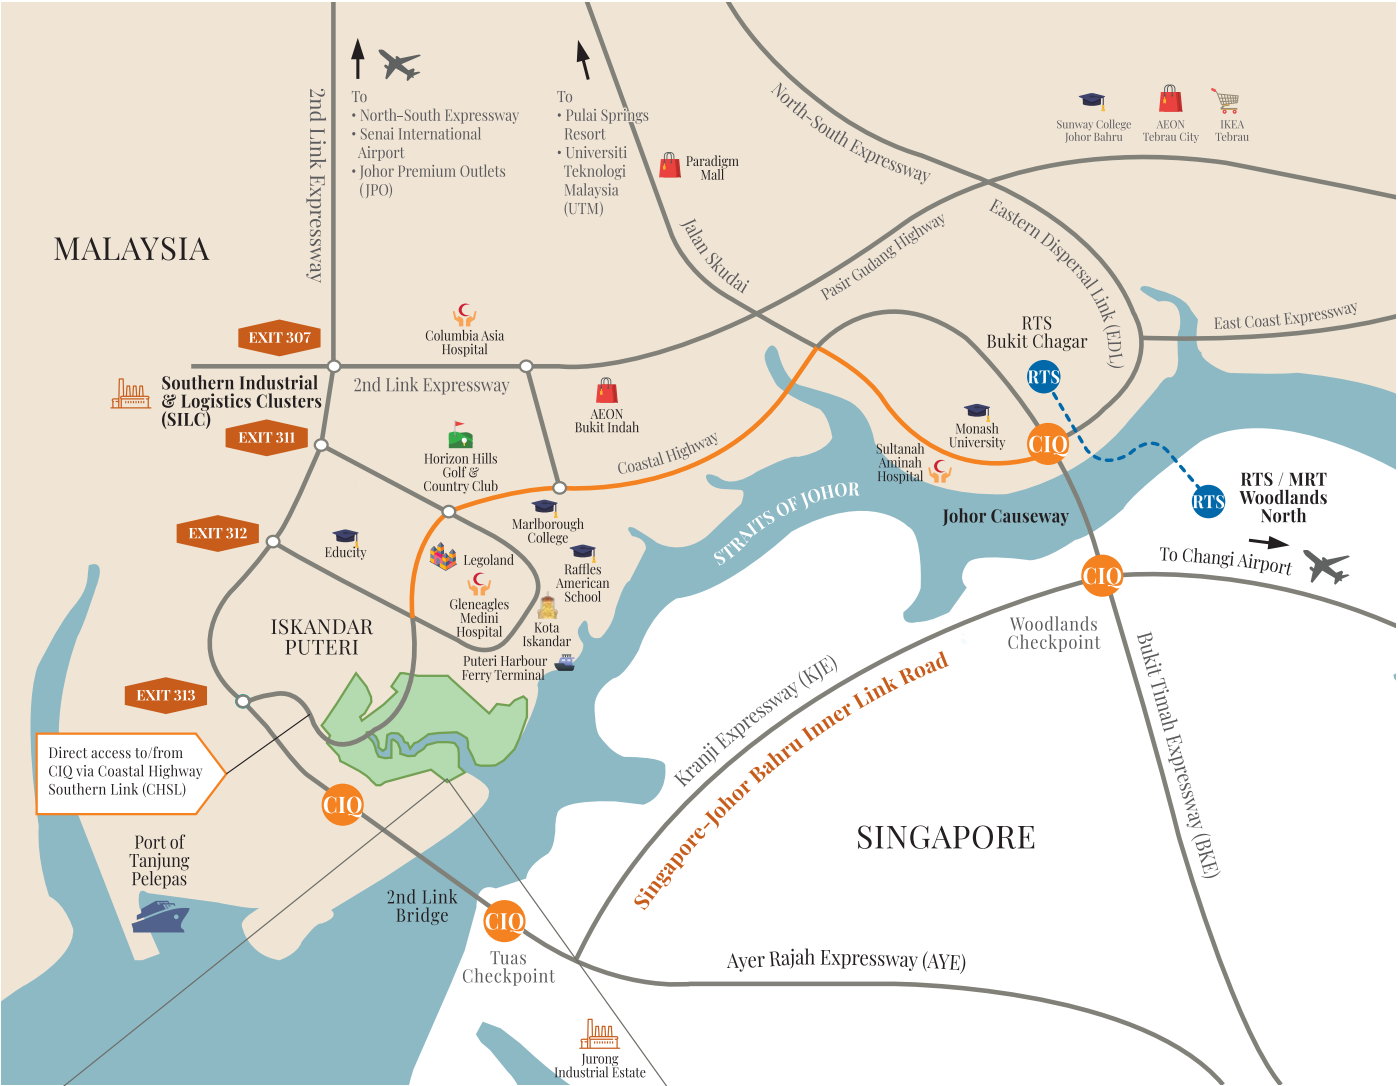 2nd Link Expressway
To
• North-South Expressway
• Senai International
Airport
• Johor Premium Outlets
(JPO)
To
• Pulai Springs
Resort
• Universiti
Teknologi
Malaysia
(UTM)
Paradigm
Mall
North-South Expressway
Sunway College
Johor Bahru
AEON
Tebrau City
IKEA
Tebrau
MALAYSIA
Jalan Skudai
Pasir Gudang Highway
Eastern Dispersal Link (EDL)
East Coast Expressway
EXIT 307
Columbia Asia
Hospital
RTS
Bukit Chagar
RTS
Southern Industrial
& Logistics Clusters
(SILC)
2nd Link Expressway
AEON
Bukit Indah
EXIT 311
Horizon Hills
Golf &
Country Club
Coastal Highway
Monash
University
Sultanah
Aminah
Hospital
CIQ
STRAITS OF JOHOR
Johor Causeway
RTS
RTS / MRT
Woodlands
North
To Changi Airport
EXIT 312
Educity
Marlborough
College
Legoland
Raffles
American
School
Gleneagles
Medini
Hospital
Kota
Iskandar
CIQ
Woodlands
Checkpoint
ISKANDAR
PUTERI
Puteri Harbour
Ferry Terminal
EXIT 313
Kranji Expressway (KJE)
Singapore-Johor Bahru Inner Link Road
Bukit Timah Expressway (BKE)
Direct access to/from
CIQ via Coastal Highway
Southern Link (CHSL)
CIQ
SINGAPORE
Port of
Tanjung
Pelepas
2nd Link
Bridge
CIQ
Tuas
Checkpoint
Ayer Rajah Expressway (AYE)
Jurong
Industrial Estate